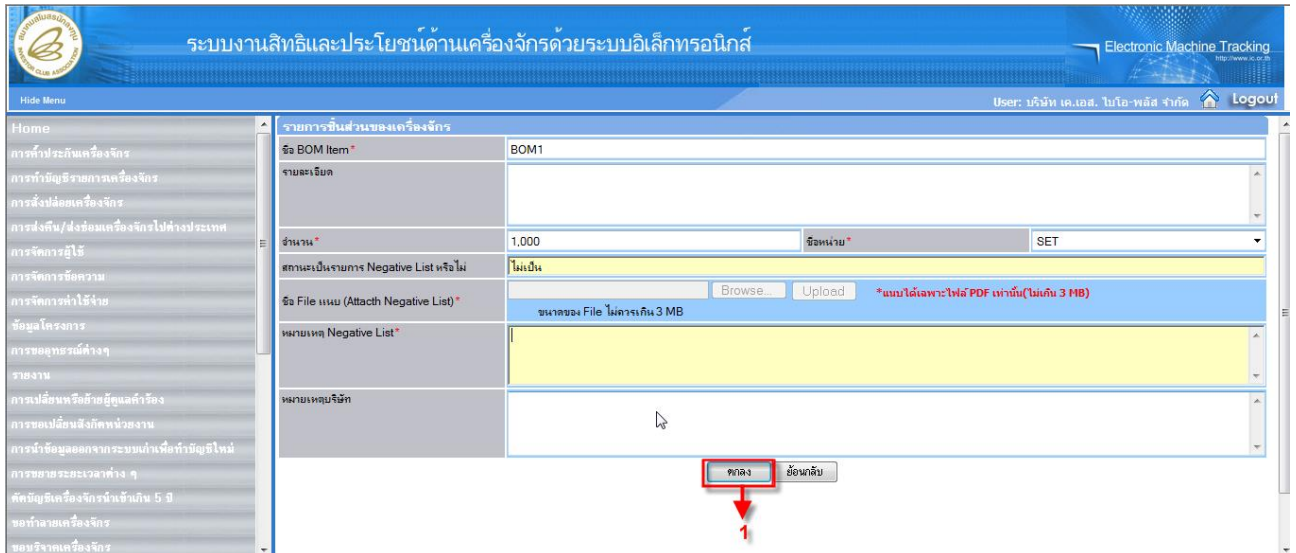 สมาคมสโมสรนักลงทุน
INVESTOR CLUB ASSOCIATION
ระบบงานสิทธิและประโยชน์ด้านเครื่องจักรด้วยระบบอิเล็กทรอนิกส์
Electronic Machine Tracking
http://www.ic.or.th
Hide Menu
User: บริษัท เค.เอส. ไบโอ-พลัส จำกัด
Logout
Home
การค้ำประกันเครื่องจักร
การทำบัญชีรายการเครื่องจักร
การสั่งปล่อยเครื่องจักร
การส่งคืน/ส่งซ่อมเครื่องจักรไปต่างประเทศ
การจัดการผู้ใช้
การจัดการข้อความ
การจัดการค่าใช้จ่าย
ข้อมูลโครงการ
การขออุทธรณ์ต่างๆ
รายงาน
การเปลี่ยนหรือย้ายผู้ดูแลคำร้อง
การขอเปลี่ยนสังกัดหน่วยงาน
การนำข้อมูลออกจากระบบเก่าเพื่อทำบัญชีใหม่
การขยายระยะเวลาต่าง ๆ
ตัดบัญชีเครื่องจักรนำเข้าเกิน 5 ปี
ขอทำลายเครื่องจักร
ขอบริจาคเครื่องจักร
รายการชิ้นส่วนของเครื่องจักร
ชื่อ BOM Item* BOM1
รายละเอียด
จำนวน* 1,000 ชื่อหน่วย* SET
สถานะเป็นรายการ Negative List หรือไม่ ไม่เป็น
ชื่อ File แนบ (Attacth Negative List)* Browse... Upload *แนบได้เฉพาะไฟล์ PDF เท่านั้น(ไม่เกิน 3 MB)
ขนาดของ File ไม่ควรเกิน 3 MB
หมายเหตุ Negative List*
หมายเหตุบริษัท
ตกลง ย้อนกลับ
1